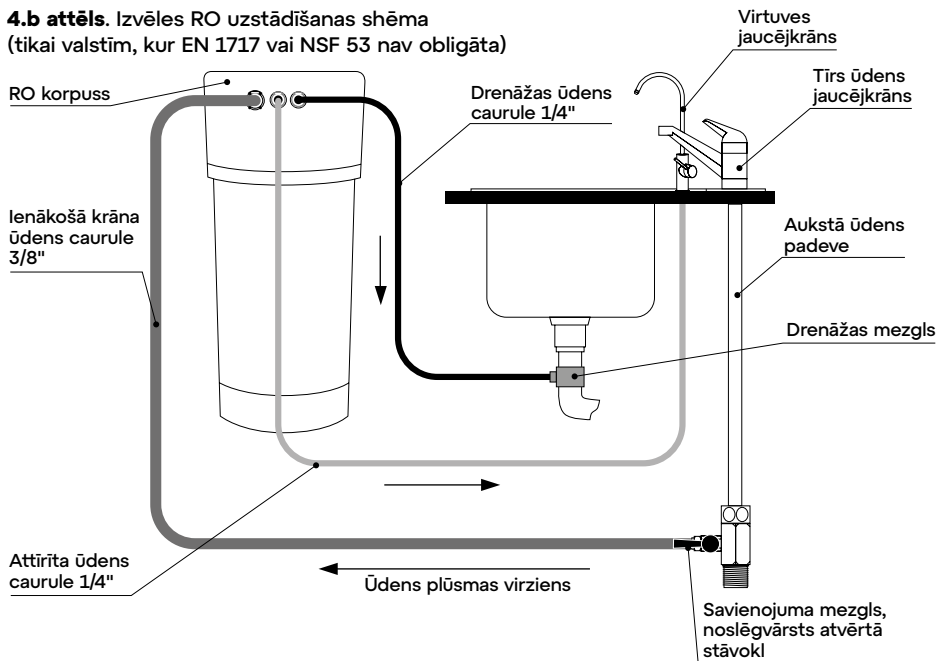 4.b attēls. Izvēles RO uzstādīšanas shēma
(tikai valstīm, kur EN 1717 vai NSF 53 nav obligāta)
Virtuves
jaucējkrāns
RO korpuss
Drenāžas ūdens
caurule 1/4"
Tīrs ūdens
jaucējkrāns
Ienākošā krāna
ūdens caurule
3/8"
Aukstā ūdens
padeve
Drenāžas mezgls
Attīrīta ūdens
caurule 1/4"
Ūdens plūsmas virziens
Savienojuma mezgls,
noslēgvārsts atvērtā
stāvokl